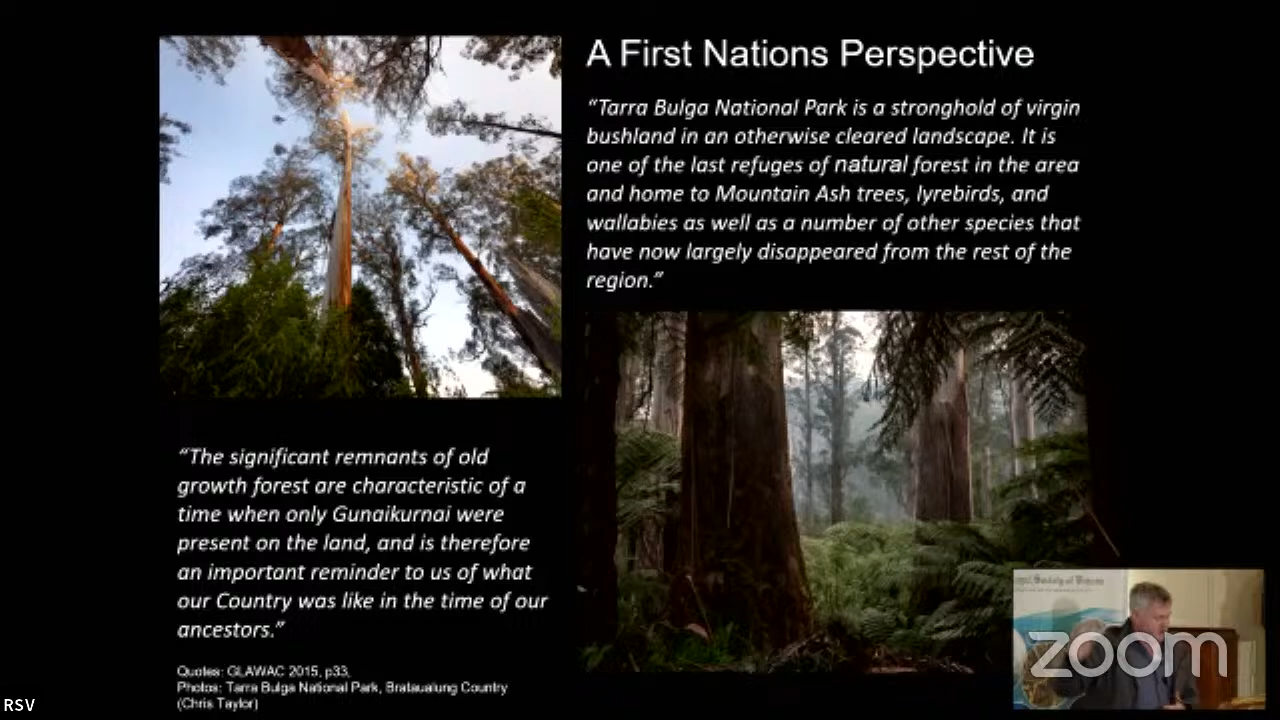 A First Nations Perspective
“Tarra Bulga National Park is a stronghold of virgin
bushland in an otherwise cleared landscape. It is
one of the last refuges of natural forest in the area
and home to Mountain Ash trees, lyrebirds, and
wallabies as well as a number of other species that
have now largely disappeared from the rest of the
region.”
“The significant remnants of old
growth forest are characteristic of a
time when only Gunaikurnai were
present on the land, and is therefore
an important reminder to us of what
our Country was like in the time of our
ancestors.”
Quotes: GLAWAC 2015, p33,
Photos: Tarra Bulga National Park, Brataualung Country
(Chris Taylor)
Society of
zoom
RSV